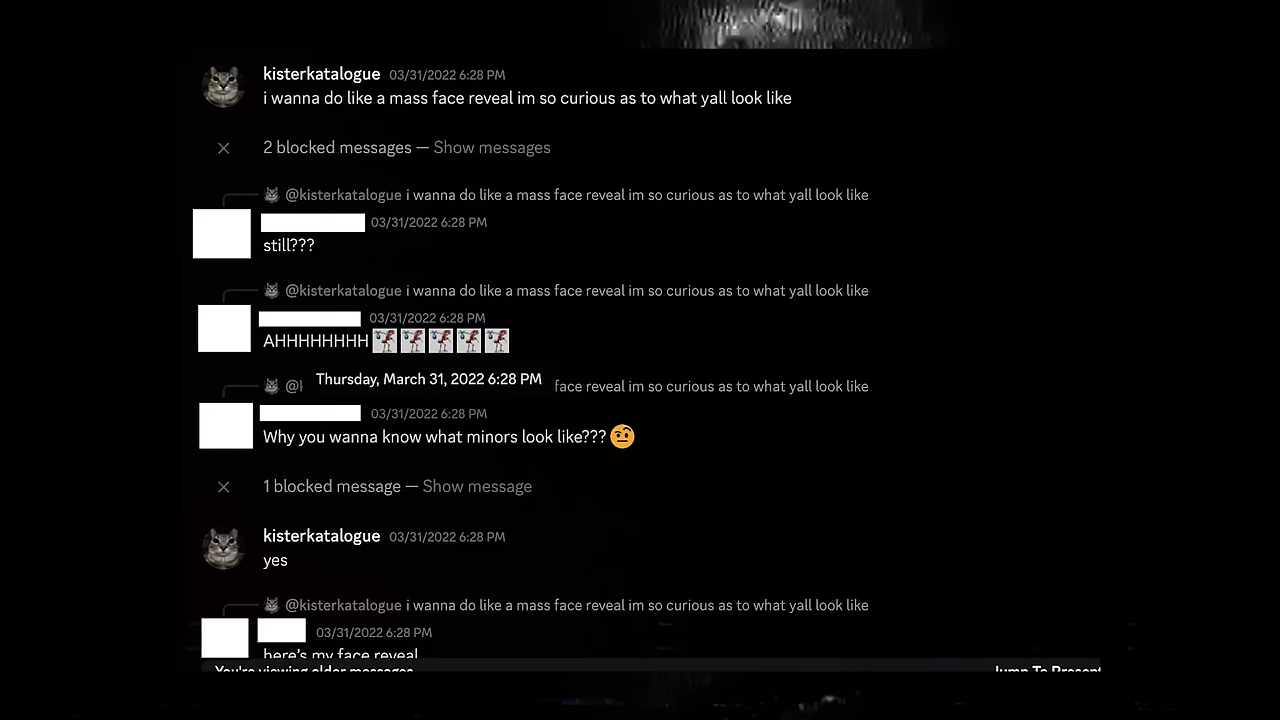 kisterkatalogue 03/31/2022 6:28 PM
i wanna do like a mass face reveal im so curious as to what yall look like
2 blocked messages — Show messages
@kisterkatalogue i wanna do like a mass face reveal im so curious as to what yall look like
03/31/2022 6:28 PM
still???
@kisterkatalogue i wanna do like a mass face reveal im so curious as to what yall look like
03/31/2022 6:28 PM
AHHHHHHHH
@ Thursday, March 31, 2022 6:28 PM face reveal im so curious as to what yall look like
03/31/2022 6:28 PM
Why you wanna know what minors look like??? 🤨
1 blocked message — Show message
kisterkatalogue 03/31/2022 6:28 PM
yes
@kisterkatalogue i wanna do like a mass face reveal im so curious as to what yall look like
03/31/2022 6:28 PM
here's my face reveal
You're viewing older messages Jump To Present